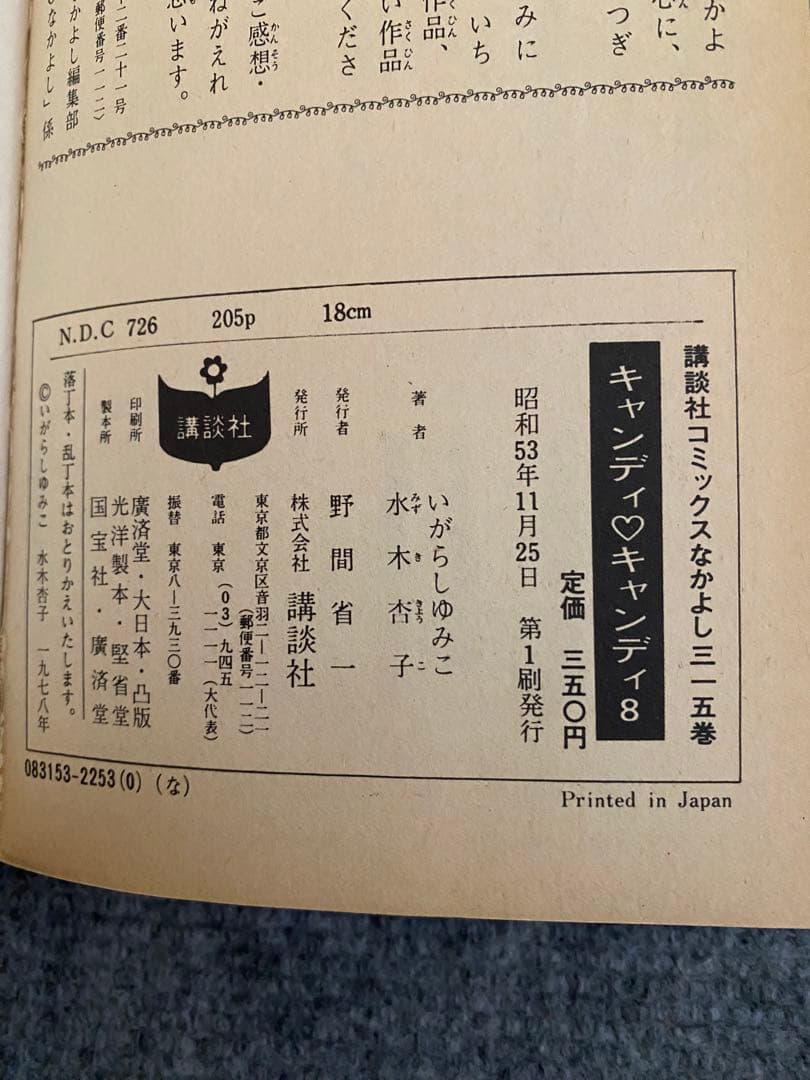 かよ
心に、
つぎ
みに
いち
作品、
い作品
くださ
ご感想・
ねがえれ
思います。
十二番二十一号
郵便番号一一二）
かよし編集部
なかよし」係
N.D.C 726 205p 18cm
講談社コミックスなかよし三一五巻
キャンディ♡キャンディ8
定価 三五〇円
昭和53年11月25日 第1刷発行
著者
いがらしゆみこ
水木杏子
みずききょうこ
発行者 野間省一
発行所 株式会社 講談社
東京都文京区音羽二―一二―二一
（郵便番号一一二）
電話 東京（03）九四五
一一一一（大代表）
振替 東京八―三九三〇番
講談社
印刷所 廣済堂・大日本・凸版
製本所 光洋製本・堅省堂
国宝社・廣済堂
落丁本・乱丁本はおとりかえいたします。
©いがらしゆみこ 水木杏子 一九七八年
083153-2253(0)(な)
Printed in Japan